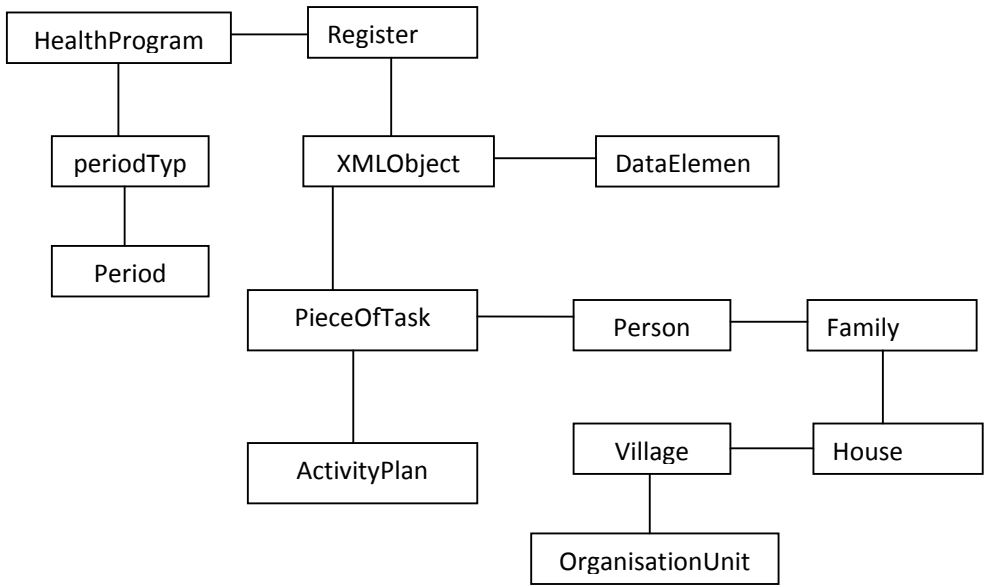 HealthProgram
Register
periodTyp
XMLObject
DataElemen
Period
PieceOfTask
Person
Family
Village
House
ActivityPlan
OrganisationUnit